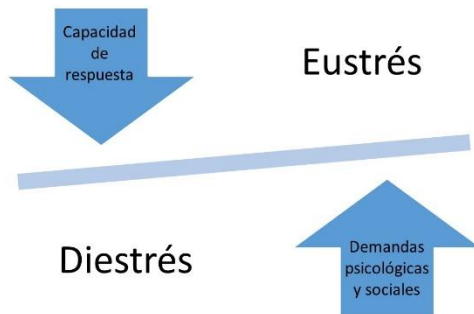 Capacidad
de
respuesta
Eustrés
Diestrés
Demandas
psicológicas
y sociales